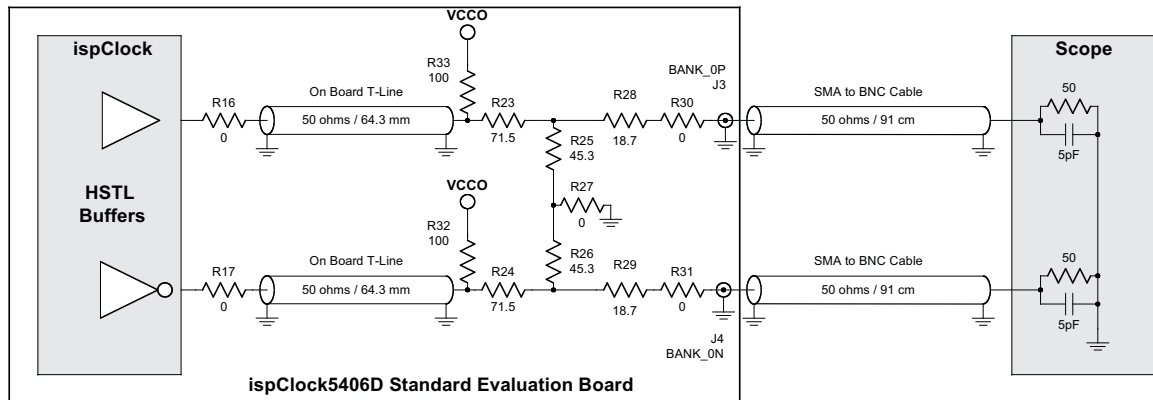 ispClock
HSTL
Buffers
R16
0
On Board T-Line
50 ohms / 64.3 mm
VCCO
R33
100
R23
71.5
R25
45.3
R28
18.7
R30
0
BANK_0P
J3
SMA to BNC Cable
50 ohms / 91 cm
Scope
50
5pF
R27
0
R17
0
On Board T-Line
50 ohms / 64.3 mm
VCCO
R32
100
R24
71.5
R26
45.3
R29
18.7
R31
0
J4
BANK_0N
SMA to BNC Cable
50 ohms / 91 cm
50
5pF
ispClock5406D Standard Evaluation Board